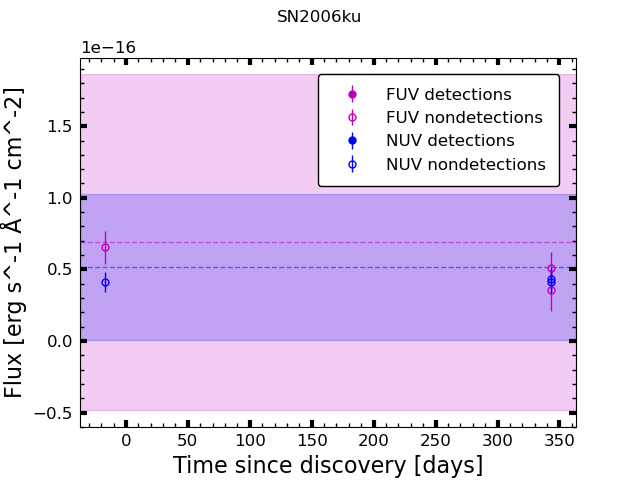 SN2006ku
1e−16
FUV detections
FUV nondetections
NUV detections
NUV nondetections
1.5
1.0
0.5
0.0
−0.5
0 50 100 150 200 250 300 350
Time since discovery [days]
Flux [erg s^-1 Å^-1 cm^-2]